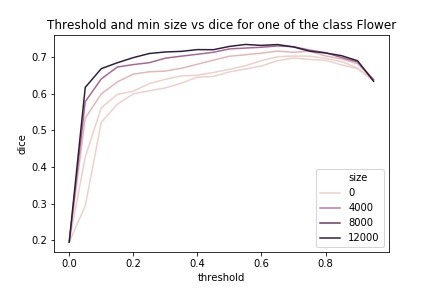 Threshold and min size vs dice for one of the class Flower
dice
0.7
0.6
0.5
0.4
0.3
0.2
size
0
4000
8000
12000
0.0 0.2 0.4 0.6 0.8
threshold